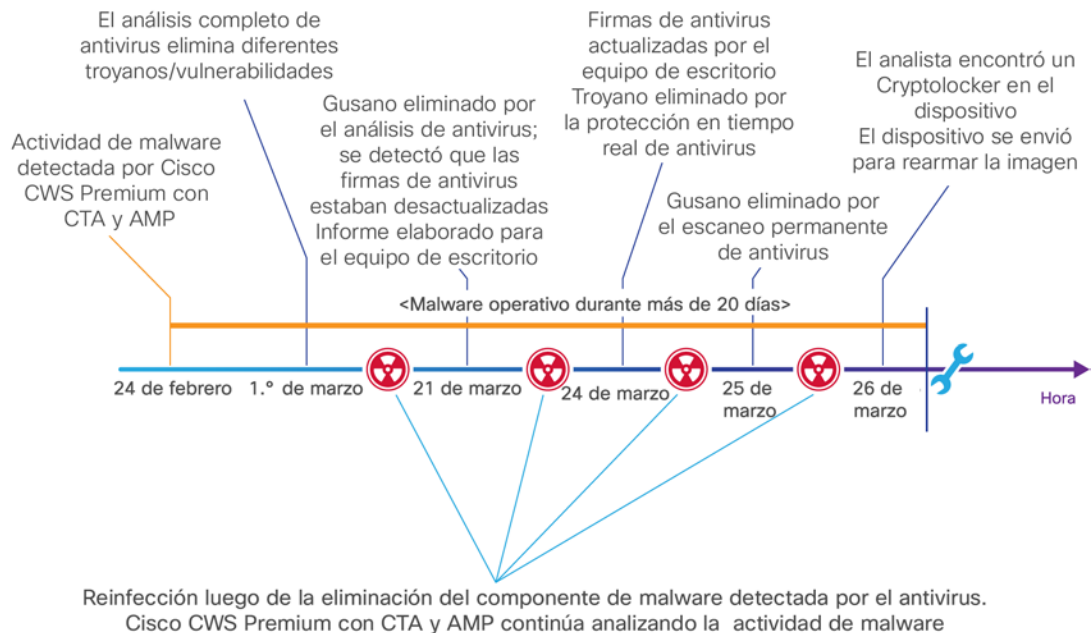 El análisis completo de
antivirus elimina diferentes
troyanos/vulnerabilidades
Firmas de antivirus
actualizadas por el
equipo de escritorio
Troyano eliminado por
la protección en tiempo
real de antivirus
El analista encontró un
Cryptolocker en el
dispositivo
El dispositivo se envió
para rearmar la imagen
Gusano eliminado por
el análisis de antivirus;
se detectó que las
firmas de antivirus
estaban desactualizadas
Informe elaborado para
el equipo de escritorio
Actividad de malware
detectada por Cisco
CWS Premium con
CTA y AMP
Gusano eliminado por
el escaneo permanente
de antivirus
<Malware operativo durante más de 20 días>
24 de febrero
1.° de marzo
21 de marzo
24 de marzo
25 de
marzo
26 de
marzo
Hora
Reinfección luego de la eliminación del componente de malware detectada por el antivirus.
Cisco CWS Premium con CTA y AMP continúa analizando la actividad de malware